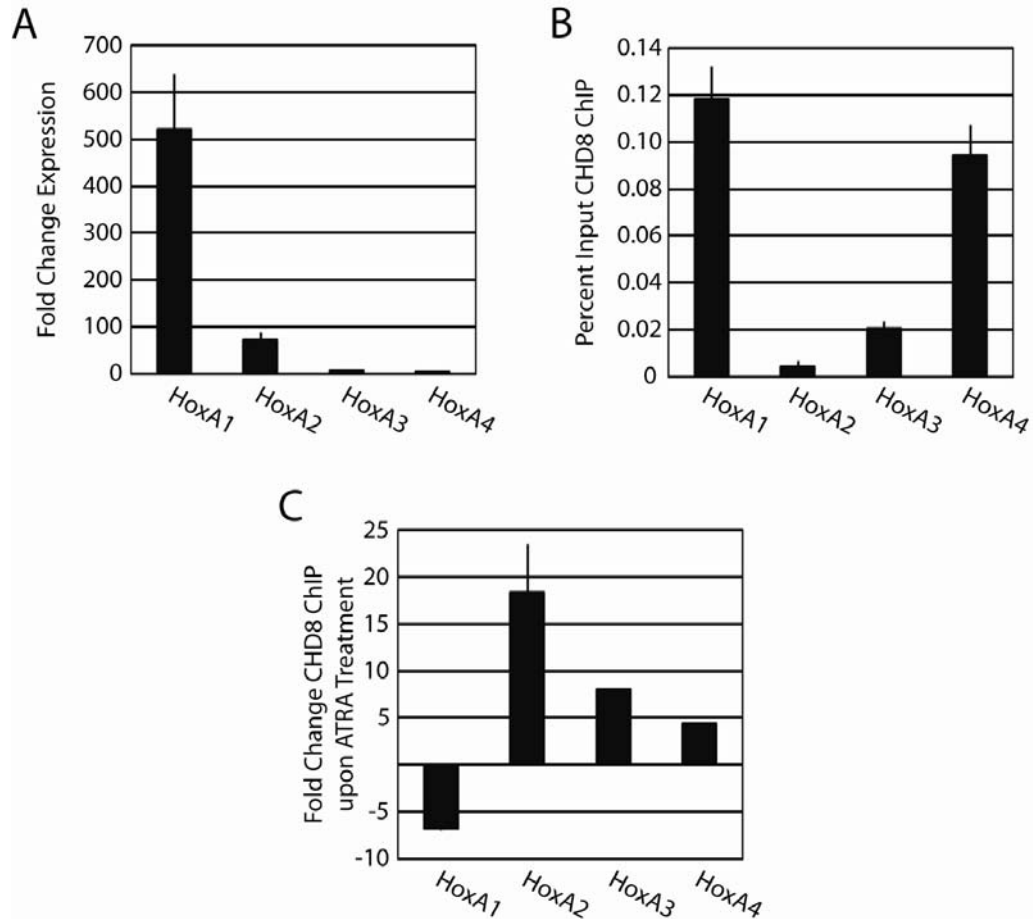 A
Fold Change Expression
700
600
500
400
300
200
100
0
HoxA1
HoxA2
HoxA3
HoxA4
B
Percent Input CHD8 ChIP
0.14
0.12
0.10
0.08
0.06
0.04
0.02
0
HoxA1
HoxA2
HoxA3
HoxA4
C
Fold Change CHD8 ChIP
upon ATRA Treatment
25
20
15
10
5
-5
-10
HoxA1
HoxA2
HoxA3
HoxA4